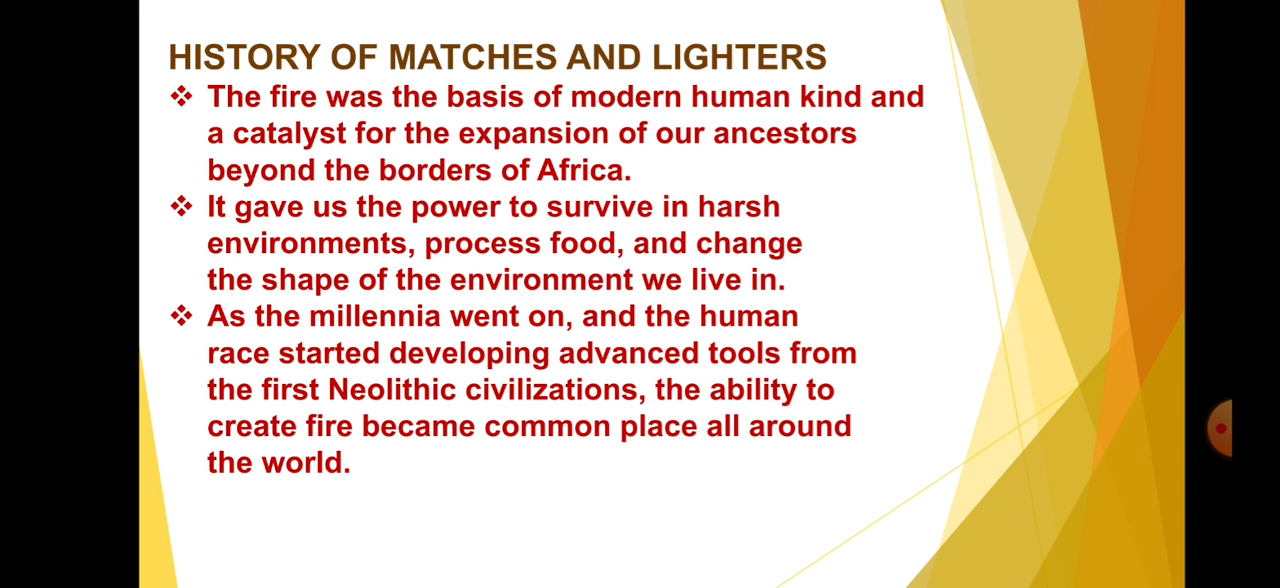 HISTORY OF MATCHES AND LIGHTERS
❖ The fire was the basis of modern human kind and
a catalyst for the expansion of our ancestors
beyond the borders of Africa.
❖ It gave us the power to survive in harsh
environments, process food, and change
the shape of the environment we live in.
❖ As the millennia went on, and the human
race started developing advanced tools from
the first Neolithic civilizations, the ability to
create fire became common place all around
the world.